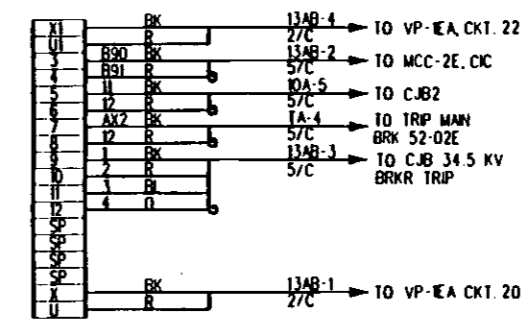 X1 BK 13AB-4 TO VP-1EA, CKT. 22
U1 R 2/C
3 B90 BK 13AB-2 TO MCC-2E, CIC
4 B91 R 5/C
5 11 BK 10A-5 TO CJB2
6 12 R 5/C
7 AX2 BK TA-4 TO TRIP MAIN
8 12 R 5/C BRK 52-02E
9 1 BK 13AB-3 TO CJB 34.5 KV
10 2 R 5/C BRKR TRIP
11 3 BL
12 4 O
SP
SP
SP
SP
X BK 13AB-1 TO VP-1EA CKT. 20
U R 2/C